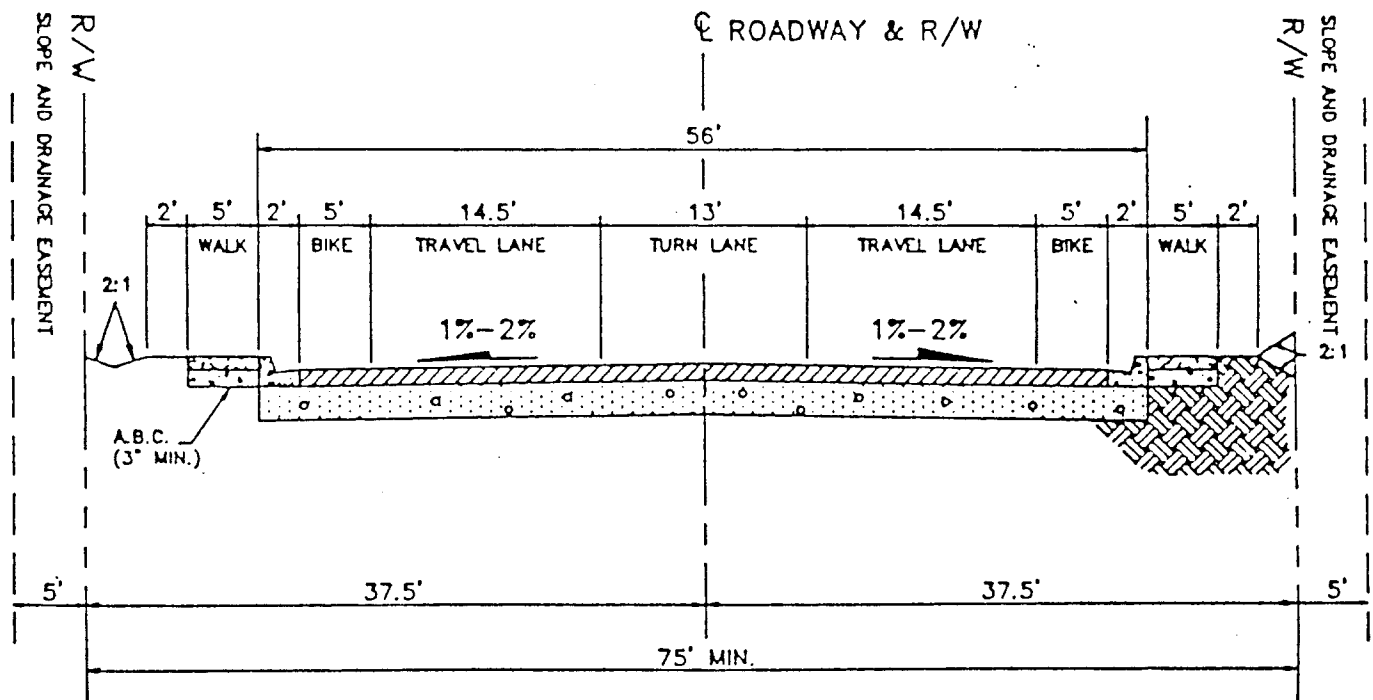 SLOPE AND DRAINAGE EASEMENT
R/W
℄ ROADWAY & R/W
R/W
SLOPE AND DRAINAGE EASEMENT
56'
2' 5' 2' 5' 14.5' 13' 14.5' 5' 2' 5' 2'
WALK BIKE TRAVEL LANE TURN LANE TRAVEL LANE BIKE WALK
2:1
1%-2% 1%-2%
2:1
A.B.C.
(3" MIN.)
5' 37.5' 37.5' 5'
75' MIN.